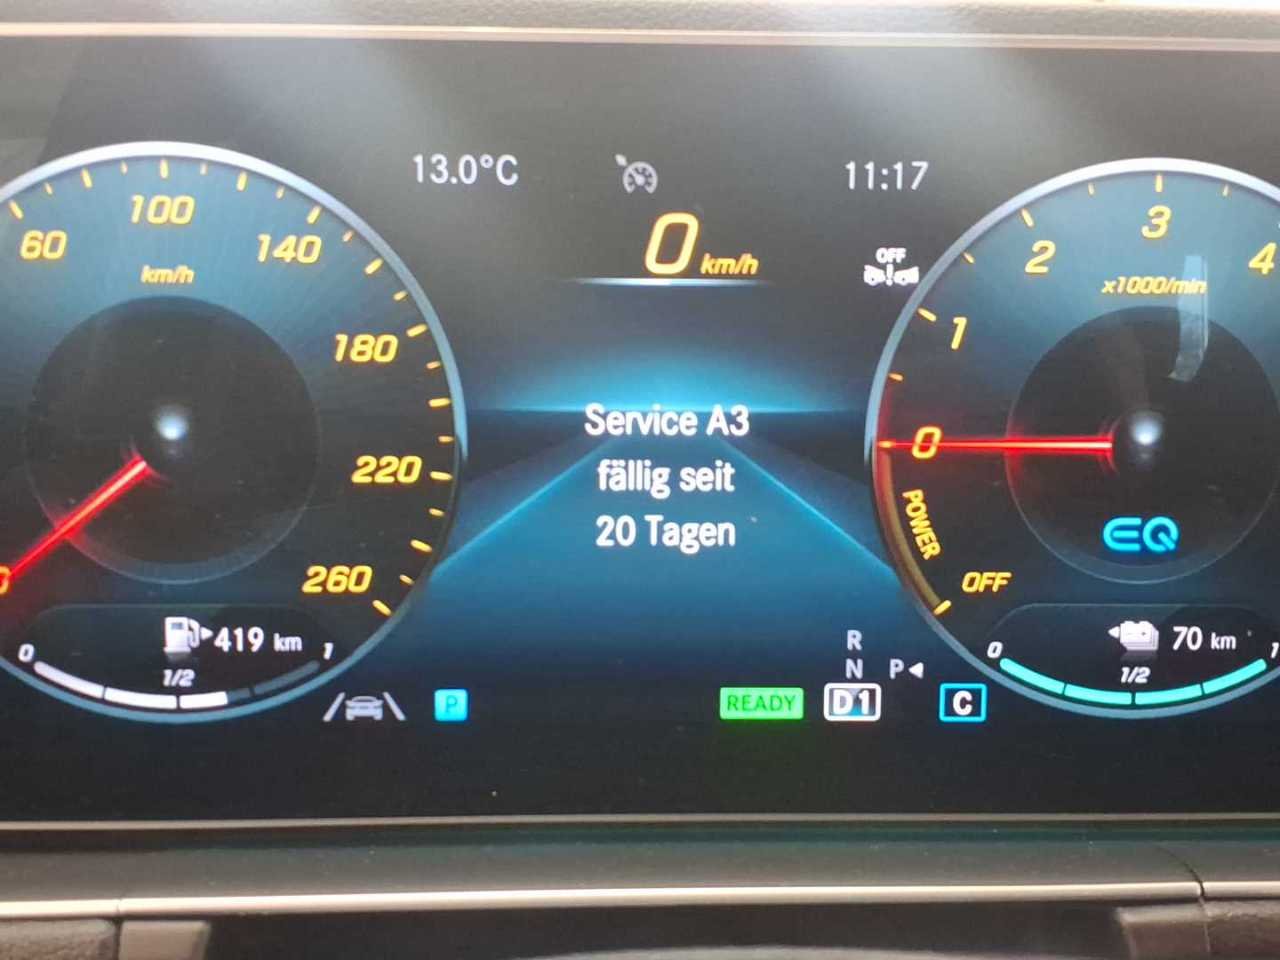 13.0°C
11:17
0 km/h
OFF
60
100
140
180
220
260
km/h
0
1
2
3
4
x1000/min
POWER
OFF
EQ
Service A3
fällig seit
20 Tagen
419 km
0
1/2
1
R
N
P
D1
READY
P
C
70 km
0
1/2
1